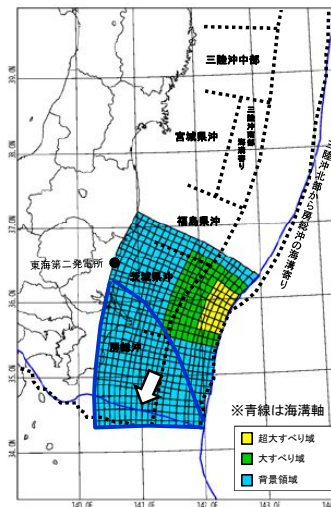 三陸沖中部
三陸沖南部
海溝寄り
宮城県沖
三陸沖北部から房総沖の海溝寄り
福島県沖
東海第二発電所
茨城県沖
房総沖
※青線は海溝軸
超大すべり域
大すべり域
背景領域
39.0N
38.0N
37.0N
36.0N
35.0N
34.0N
140.0E
141.0E
142.0E
143.0E